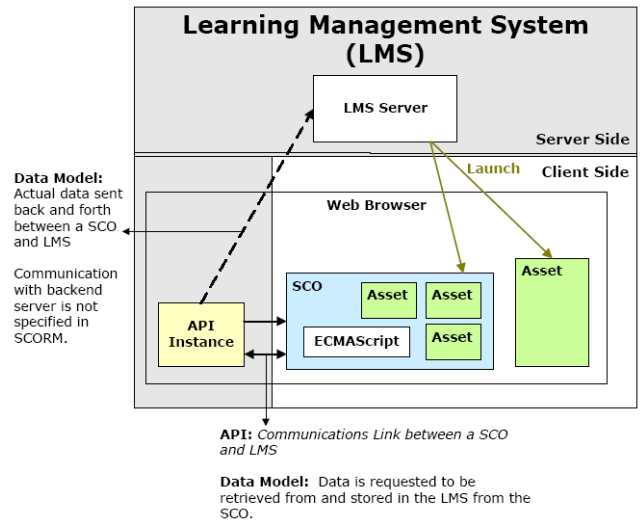 Learning Management System
(LMS)
LMS Server
Server Side
Launch
Client Side
Data Model:
Actual data sent
back and forth
between a SCO
and LMS
Communication
with backend
server is not
specified in
SCORM.
Web Browser
SCO
Asset
Asset
Asset
ECMAScript
Asset
API
Instance
API: Communications Link between a SCO
and LMS
Data Model:  Data is requested to be
retrieved from and stored in the LMS from the
SCO.